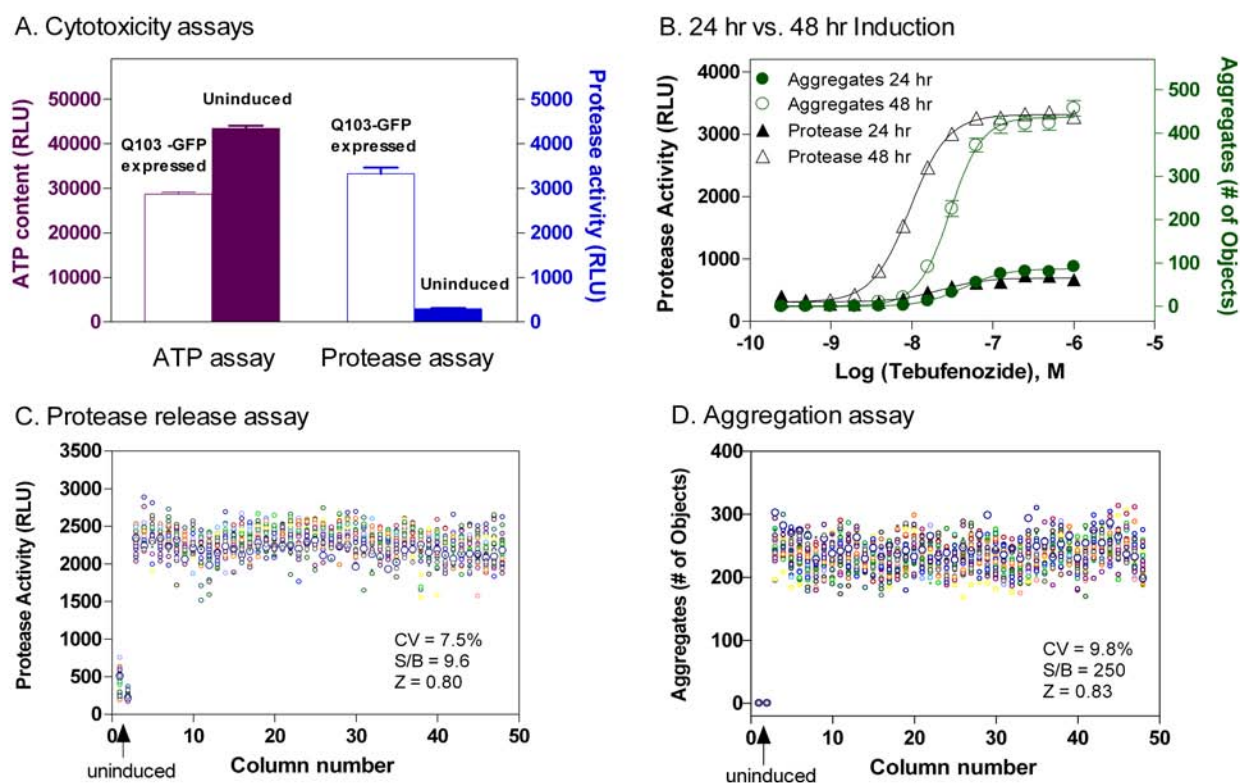 A. Cytotoxicity assays
ATP content (RLU)
50000
40000
30000
20000
10000
0
Q103 -GFP
expressed
Uninduced
Q103-GFP
expressed
Uninduced
5000
4000
3000
2000
1000
0
Protease activity (RLU)
ATP assay
Protease assay
B. 24 hr vs. 48 hr Induction
Protease Activity (RLU)
4000
3000
2000
1000
0
Aggregates 24 hr
Aggregates 48 hr
Protease 24 hr
Protease 48 hr
500
400
300
200
100
0
Aggregates (# of Objects)
-10 -9 -8 -7 -6 -5
Log (Tebufenozide), M
C. Protease release assay
Protease Activity (RLU)
3500
3000
2500
2000
1500
1000
500
0
CV = 7.5%
S/B = 9.6
Z = 0.80
0 10 20 30 40 50
uninduced
Column number
D. Aggregation assay
Aggregates (# of Objects)
400
300
200
100
0
CV = 9.8%
S/B = 250
Z = 0.83
0 10 20 30 40 50
uninduced
Column number